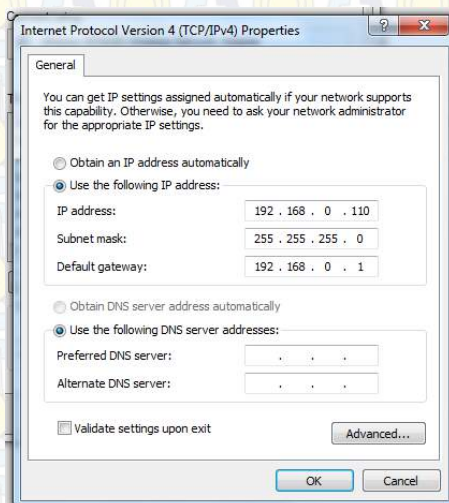 Internet Protocol Version 4 (TCP/IPv4) Properties
General
You can get IP settings assigned automatically if your network supports
this capability. Otherwise, you need to ask your network administrator
for the appropriate IP settings.
Obtain an IP address automatically
Use the following IP address:
IP address: 192 . 168 . 0 . 110
Subnet mask: 255 . 255 . 255 . 0
Default gateway: 192 . 168 . 0 . 1
Obtain DNS server address automatically
Use the following DNS server addresses:
Preferred DNS server: . . .
Alternate DNS server: . . .
Validate settings upon exit
Advanced...
OK Cancel